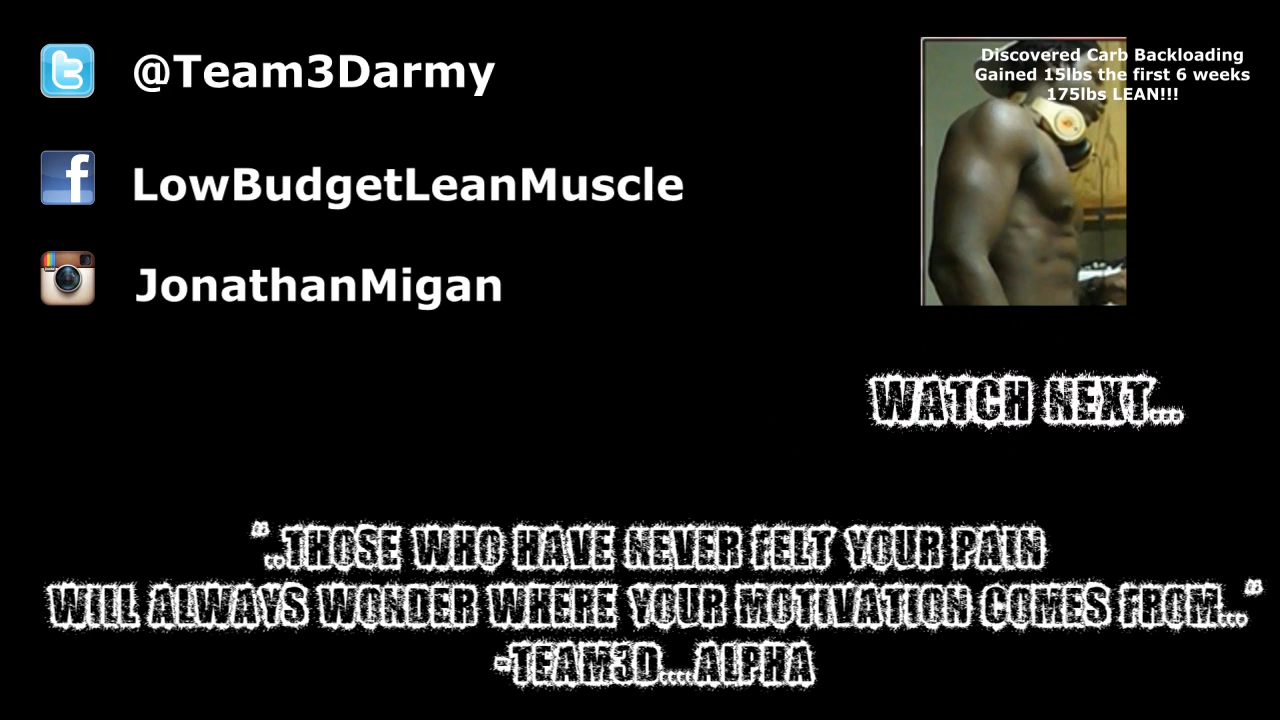 @Team3Darmy
LowBudgetLeanMuscle
JonathanMigan
Discovered Carb Backloading
Gained 15lbs the first 6 weeks
175lbs LEAN!!!
WATCH NEXT...
"..THOSE WHO HAVE NEVER FELT YOUR PAIN
WILL ALWAYS WONDER WHERE YOUR MOTIVATION COMES FROM..."
-TEAM3D....ALPHA